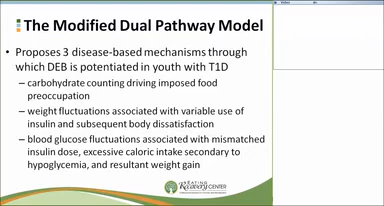 The Modified Dual Pathway Model
• Proposes 3 disease-based mechanisms through
which DEB is potentiated in youth with T1D
– carbohydrate counting driving imposed food
preoccupation
– weight fluctuations associated with variable use of
insulin and subsequent body dissatisfaction
– blood glucose fluctuations associated with mismatched
insulin dose, excessive caloric intake secondary to
hypoglycemia, and resultant weight gain
EATING
Recovery CENTER